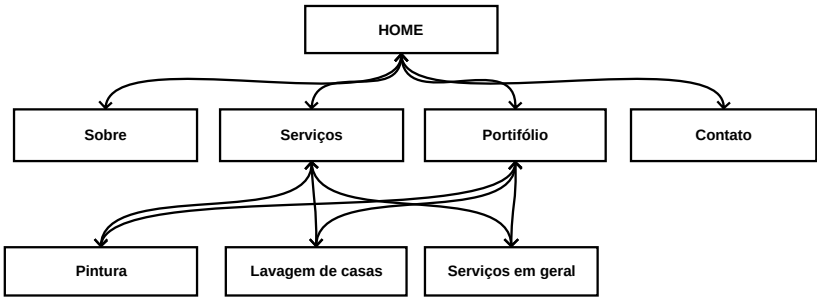 HOME
Sobre
Serviços
Portifólio
Contato
Pintura
Lavagem de casas
Serviços em geral